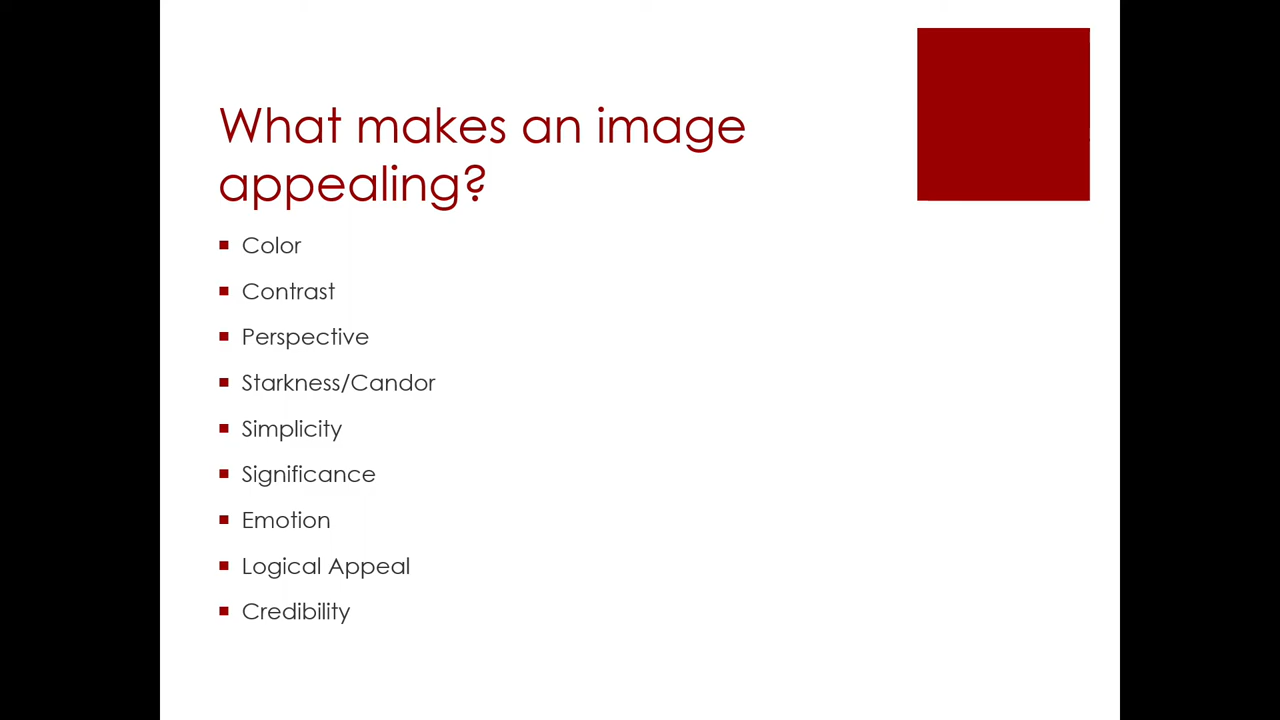 What makes an image
appealing?
Color
Contrast
Perspective
Starkness/Candor
Simplicity
Significance
Emotion
Logical Appeal
Credibility